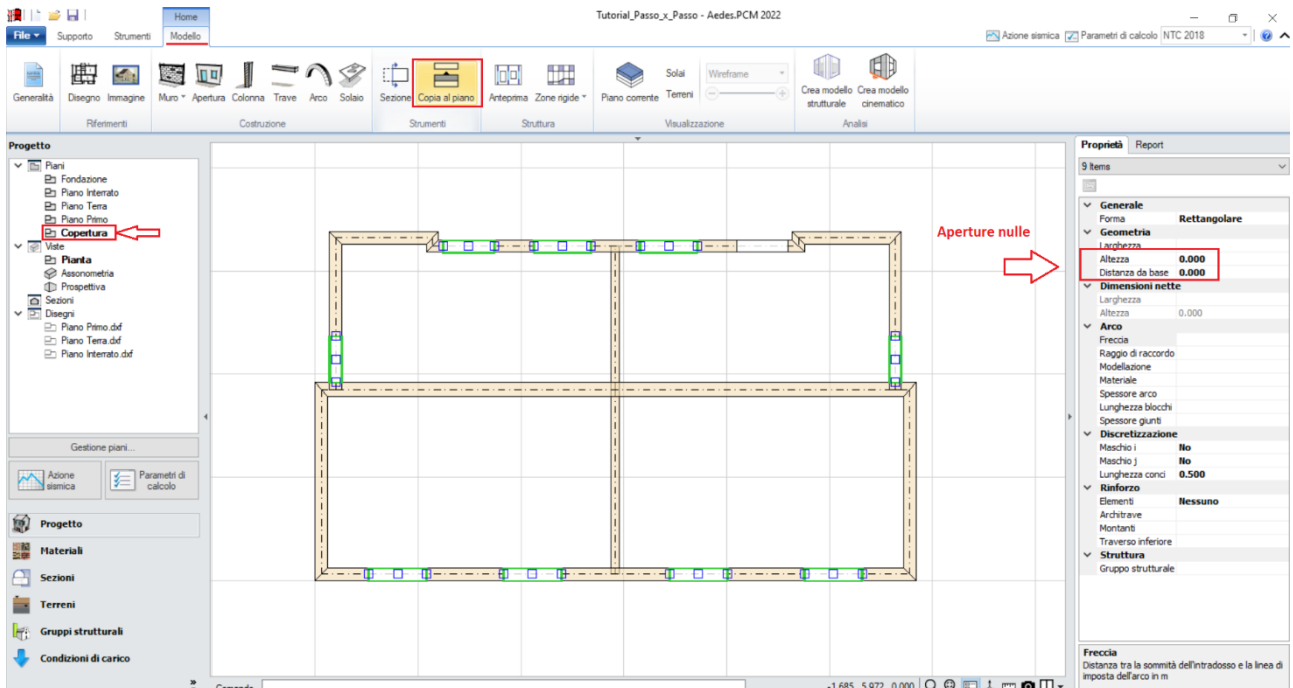 Tutorial_Passo_x_Passo - Aedes.PCM 2022
Home
File Supporto Strumenti Modello
Azione sismica Parametri di calcolo NTC 2018
Generalità Disegno Immagine Muro Apertura Colonna Trave Arco Solaio Sezione Copia al piano Anteprima Zone rigide Piano corrente
Solai Wireframe
Terreni
Crea modello strutturale
Crea modello cinematico
Riferimenti Costruzione Strumenti Struttura Visualizzazione Analisi
Progetto
Piani
Fondazione
Piano Interrato
Piano Terra
Piano Primo
Copertura
Viste
Pianta
Assonometria
Prospettiva
Sezioni
Disegni
Piano Primo.dxf
Piano Terra.dxf
Piano Interrato.dxf
Gestione piani...
Azione sismica
Parametri di calcolo
Progetto
Materiali
Sezioni
Terreni
Gruppi strutturali
Condizioni di carico
Aperture nulle
Proprietà Report
9 Items
Generale
Forma Rettangolare
Geometria
Larghezza
Altezza 0.000
Distanza da base 0.000
Dimensioni nette
Larghezza
Altezza 0.000
Arco
Freccia
Raggio di raccordo
Modellazione
Materiale
Spessore arco
Lunghezza blocchi
Spessore giunti
Discretizzazione
Maschio i No
Maschio j No
Lunghezza conci 0.500
Rinforzo
Elementi Nessuno
Architrave
Montanti
Traverso inferiore
Struttura
Gruppo strutturale
Freccia
Distanza tra la sommità dell'intradosso e la linea di
imposta dell'arco in m
Comando
-1.685, 5.972, 0.000